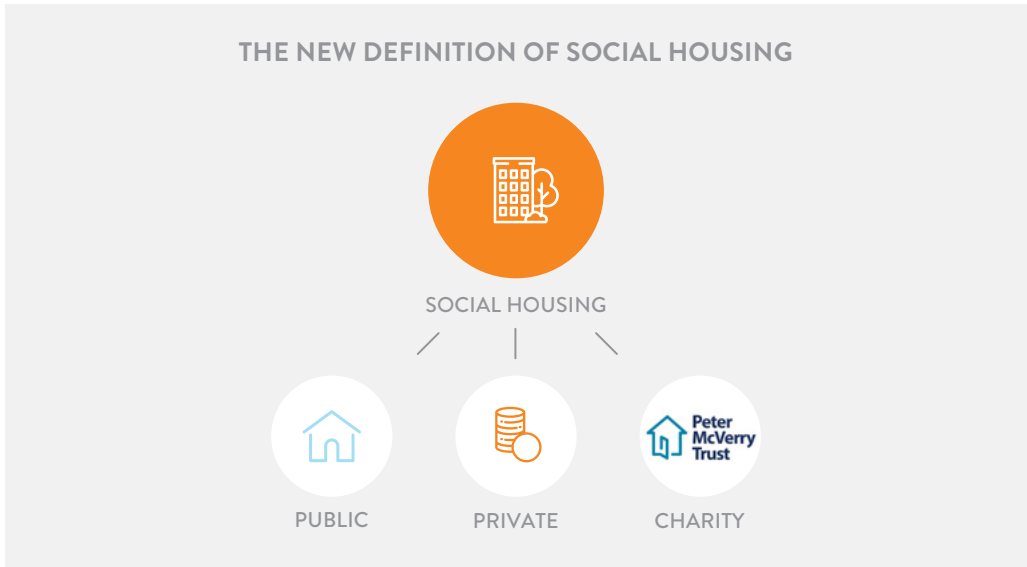 THE NEW DEFINITION OF SOCIAL HOUSING
SOCIAL HOUSING
Peter
McVerry
Trust
PUBLIC
PRIVATE
CHARITY